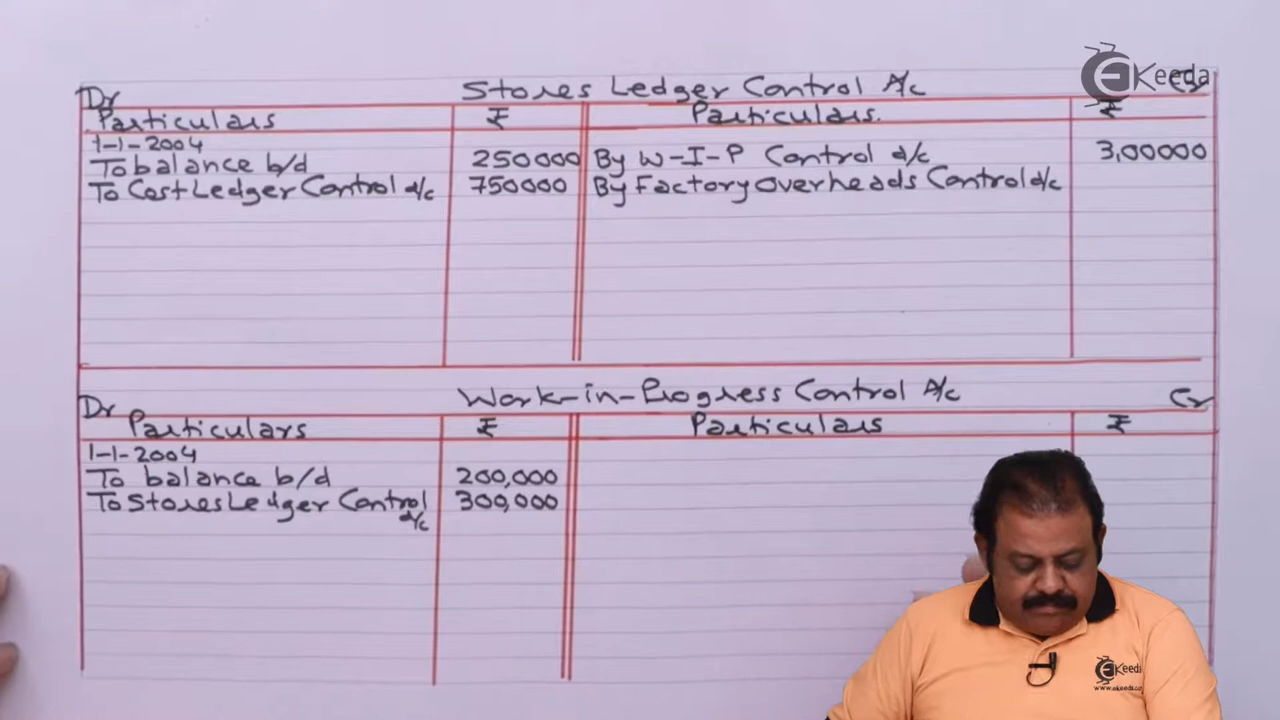 EKeeda
Stores Ledger Control A/c
Dr
Cr
Particulars ₹ Particulars. ₹
1-1-2004
To balance b/d 250000 By W-I-P Control a/c 3,00000
To Cost Ledger Control a/c 750000 By Factory Overheads Control a/c
Work-in-Progress Control A/c
Dr
Cr
Particulars ₹ Particulars ₹
1-1-2004
To balance b/d 200,000
To Stores Ledger Control 300,000
a/c
EKeeda